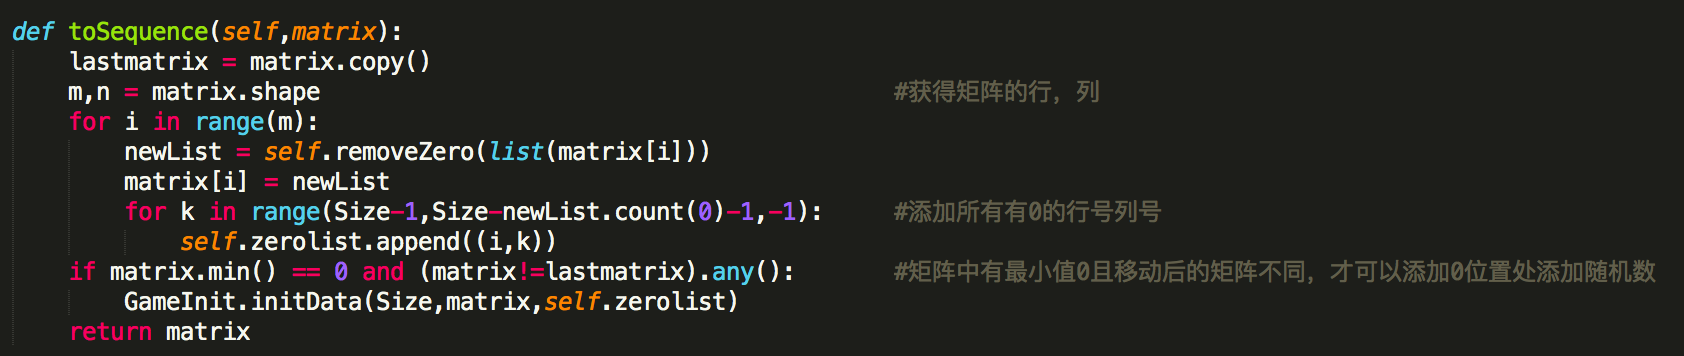 def toSequence(self,matrix):
    lastmatrix = matrix.copy()
    m,n = matrix.shape                                         #获得矩阵的行，列
    for i in range(m):
        newList = self.removeZero(list(matrix[i]))
        matrix[i] = newList
        for k in range(Size-1,Size-newList.count(0)-1,-1):     #添加所有有0的行号列号
            self.zerolist.append((i,k))
    if matrix.min() == 0 and (matrix!=lastmatrix).any():       #矩阵中有最小值0且移动后的矩阵不同，才可以添加0位置处添加随机数
        GameInit.initData(Size,matrix,self.zerolist)
    return matrix